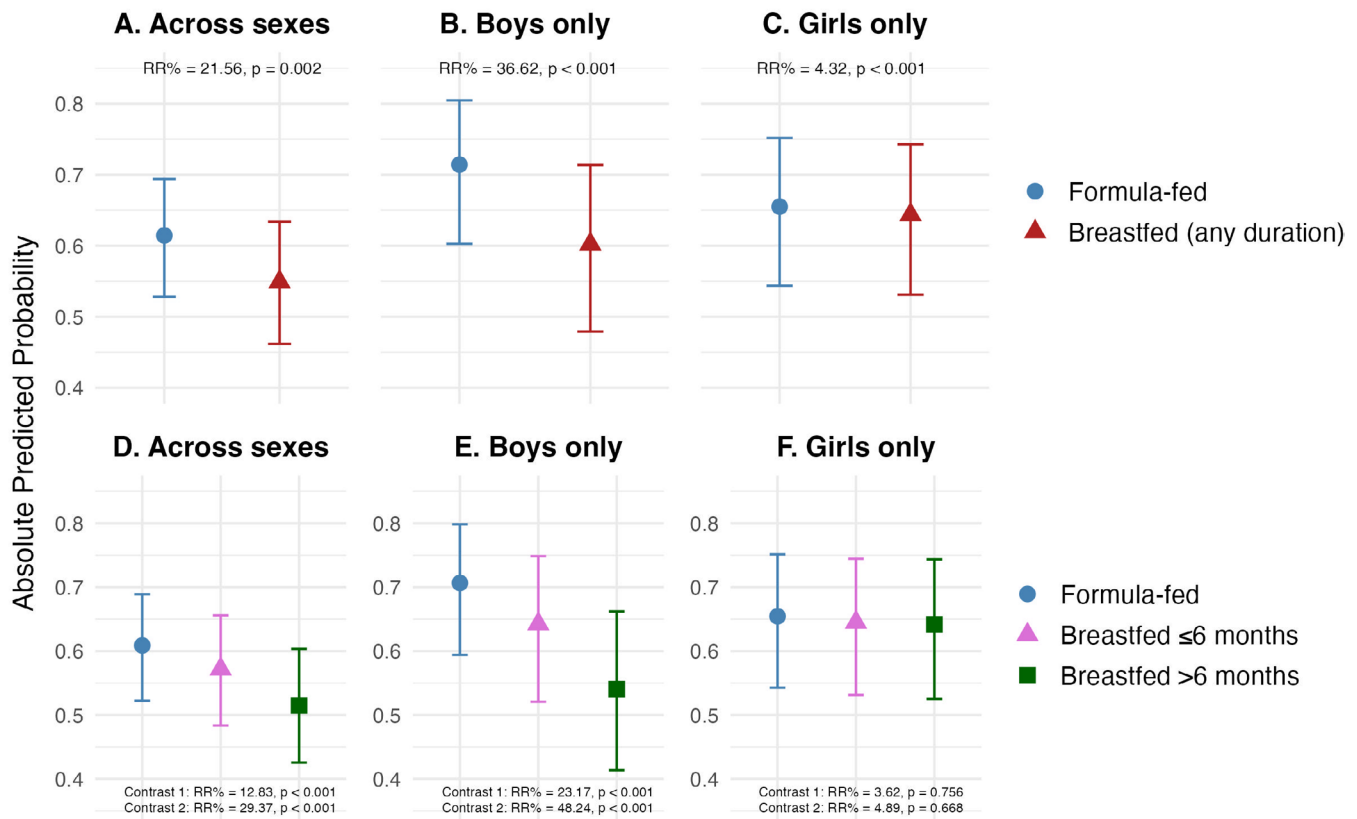 A. Across sexes
B. Boys only
C. Girls only
RR% = 21.56, p = 0.002
RR% = 36.62, p < 0.001
RR% = 4.32, p < 0.001
0.8
0.7
0.6
0.5
0.4
Formula-fed
Breastfed (any duration)
Absolute Predicted Probability
D. Across sexes
E. Boys only
F. Girls only
0.8
0.7
0.6
0.5
0.4
0.8
0.7
0.6
0.5
0.4
0.8
0.7
0.6
0.5
0.4
Contrast 1: RR% = 12.83, p < 0.001
Contrast 2: RR% = 29.37, p < 0.001
Contrast 1: RR% = 23.17, p < 0.001
Contrast 2: RR% = 48.24, p < 0.001
Contrast 1: RR% = 3.62, p = 0.756
Contrast 2: RR% = 4.89, p = 0.668
Formula-fed
Breastfed ≤6 months
Breastfed >6 months